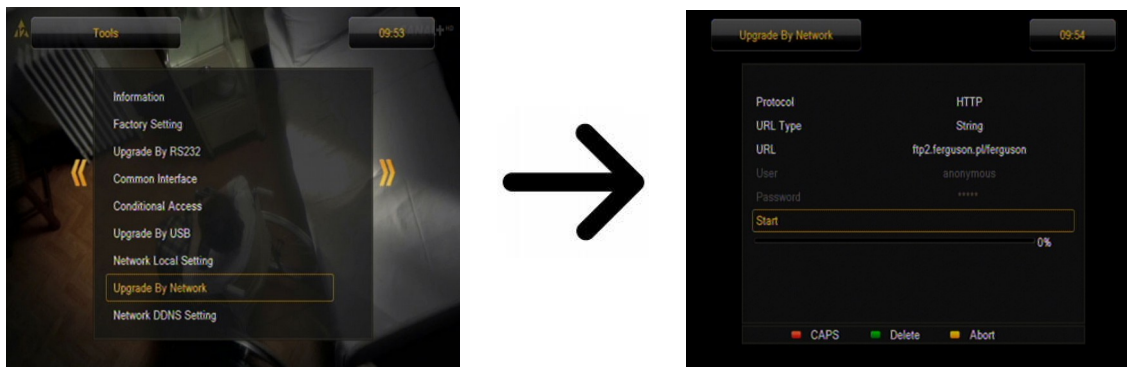 Tools
09:53
Information
Factory Setting
Upgrade By RS232
Common Interface
Conditional Access
Upgrade By USB
Network Local Setting
Upgrade By Network
Network DDNS Setting
Upgrade By Network
09:54
Protocol HTTP
URL Type String
URL ftp2.ferguson.pl/ferguson
User anonymous
Password *****
Start
0%
CAPS Delete Abort